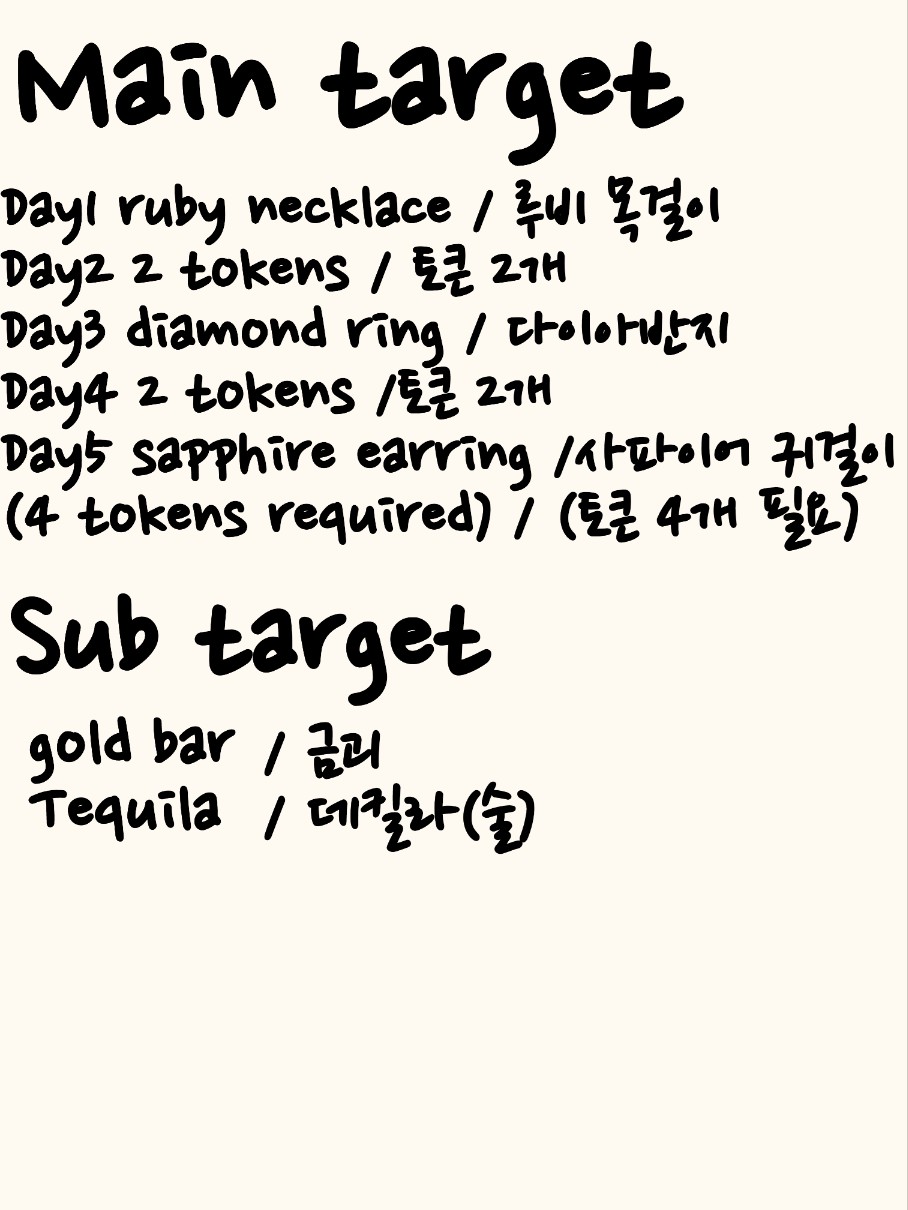 Main target
Day1 ruby necklace / 루비 목걸이
Day2 2 tokens / 토큰 2개
Day3 diamond ring / 다이아반지
Day4 2 tokens /토큰 2개
Day5 sapphire earring /사파이어 귀걸이
(4 tokens required) / (토큰 4개 필요)
Sub target
gold bar / 금괴
Tequila / 데킬라(술)